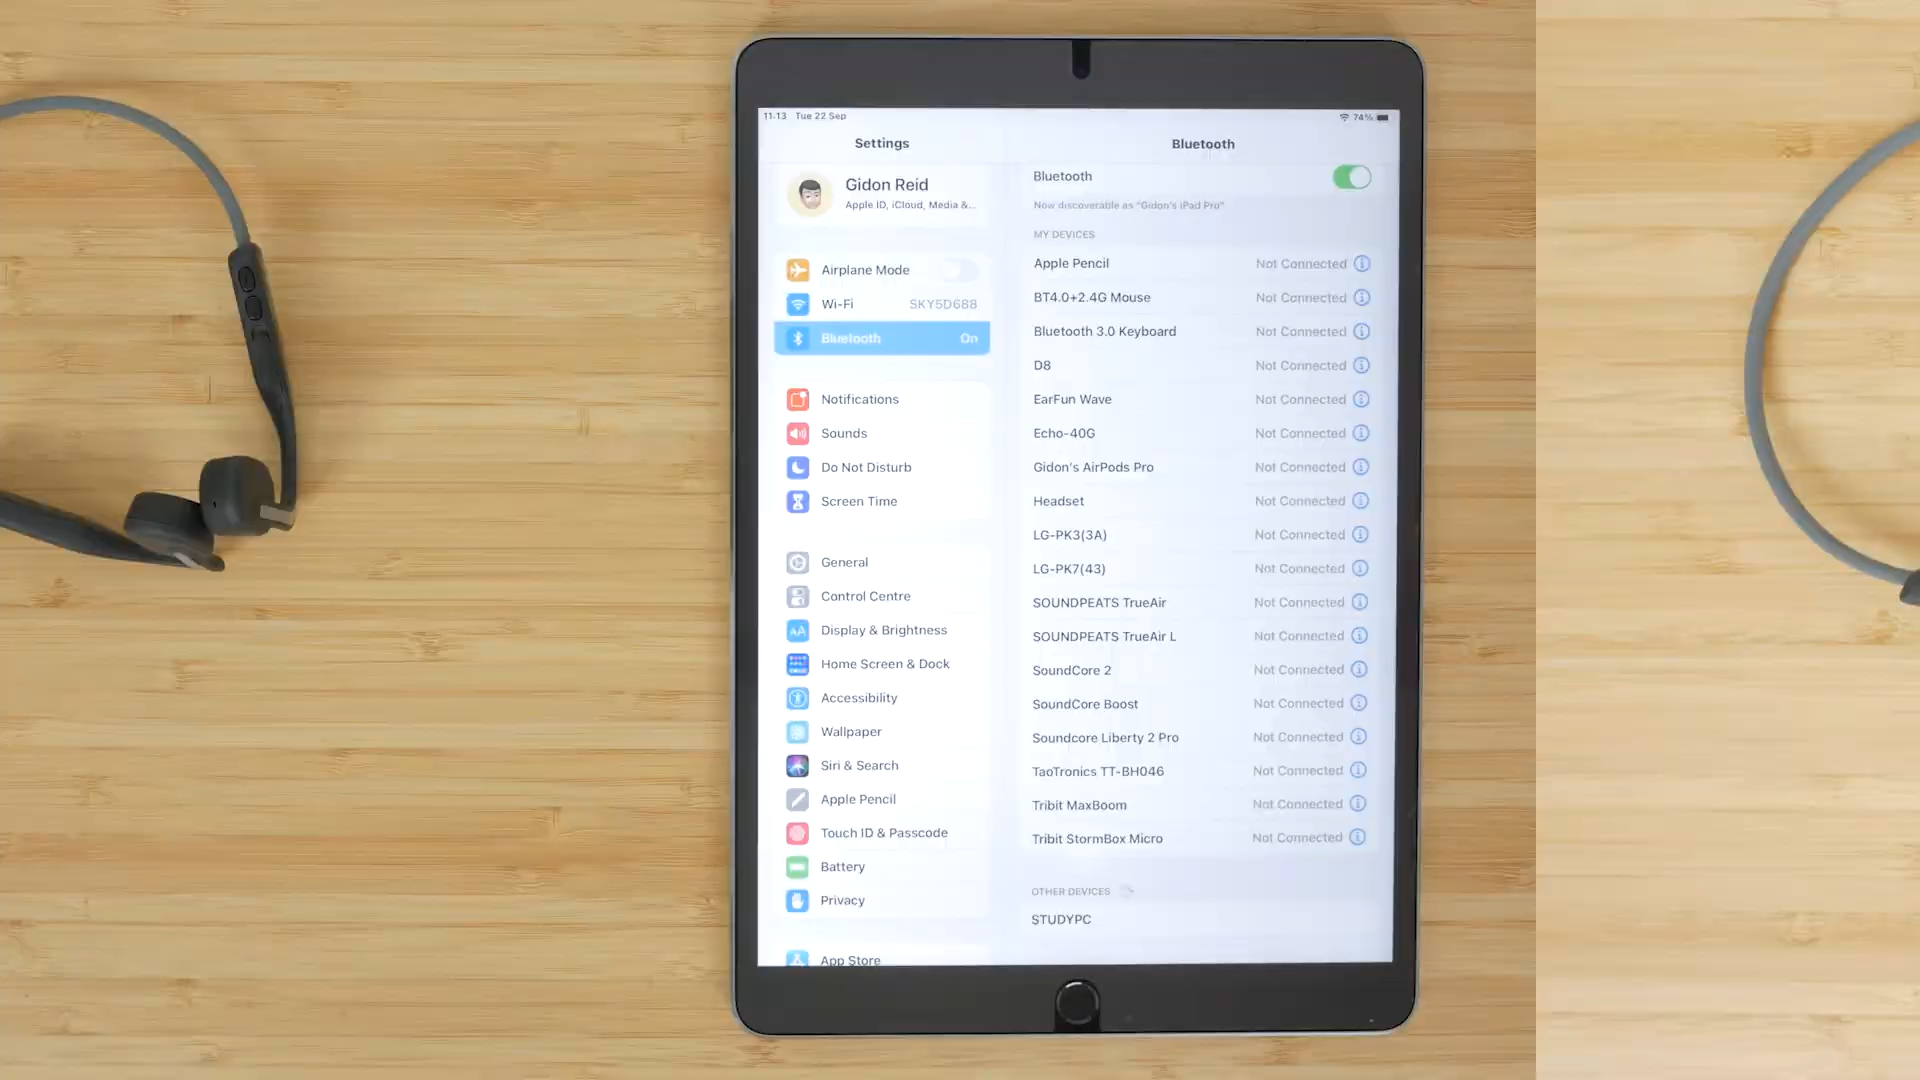 11:13 Tue 22 Sep
74%
Settings
Gidon Reid
Apple ID, iCloud, Media &...
Airplane Mode
Wi-Fi SKY5D688
Bluetooth On
Notifications
Sounds
Do Not Disturb
Screen Time
General
Control Centre
AA Display & Brightness
Home Screen & Dock
Accessibility
Wallpaper
Siri & Search
Apple Pencil
Touch ID & Passcode
Battery
Privacy
App Store
Bluetooth
Bluetooth
Now discoverable as "Gidon's iPad Pro"
MY DEVICES
Apple Pencil Not Connected
BT4.0+2.4G Mouse Not Connected
Bluetooth 3.0 Keyboard Not Connected
D8 Not Connected
EarFun Wave Not Connected
Echo-40G Not Connected
Gidon's AirPods Pro Not Connected
Headset Not Connected
LG-PK3(3A) Not Connected
LG-PK7(43) Not Connected
SOUNDPEATS TrueAir Not Connected
SOUNDPEATS TrueAir L Not Connected
SoundCore 2 Not Connected
SoundCore Boost Not Connected
Soundcore Liberty 2 Pro Not Connected
TaoTronics TT-BH046 Not Connected
Tribit MaxBoom Not Connected
Tribit StormBox Micro Not Connected
OTHER DEVICES
STUDYPC